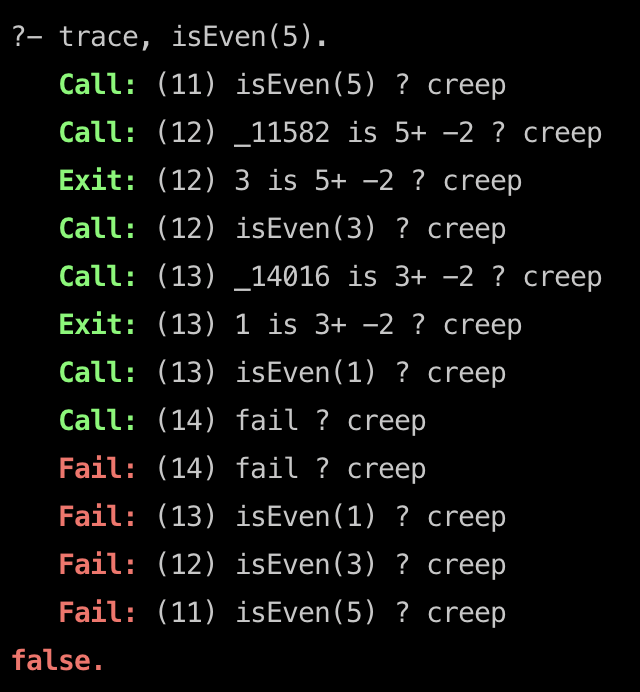 ?- trace, isEven(5).
Call: (11) isEven(5) ? creep
Call: (12) _11582 is 5+ -2 ? creep
Exit: (12) 3 is 5+ -2 ? creep
Call: (12) isEven(3) ? creep
Call: (13) _14016 is 3+ -2 ? creep
Exit: (13) 1 is 3+ -2 ? creep
Call: (13) isEven(1) ? creep
Call: (14) fail ? creep
Fail: (14) fail ? creep
Fail: (13) isEven(1) ? creep
Fail: (12) isEven(3) ? creep
Fail: (11) isEven(5) ? creep
false.